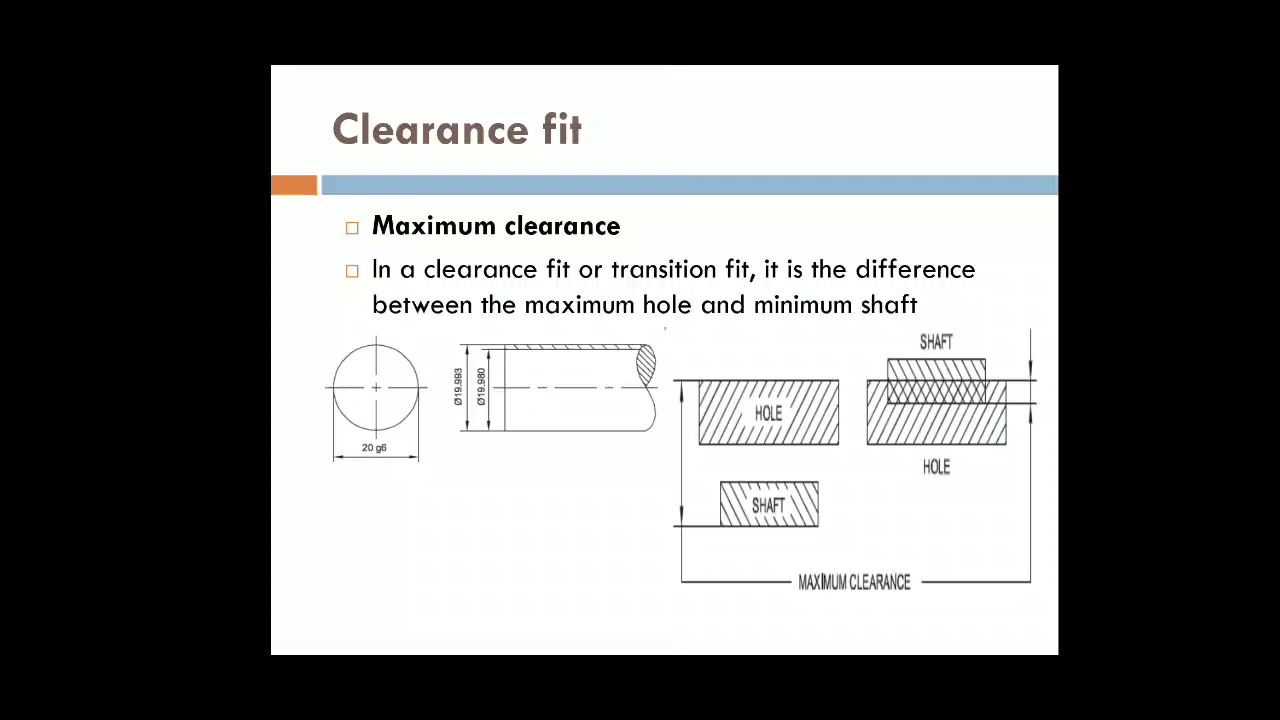 Clearance fit
Maximum clearance
In a clearance fit or transition fit, it is the difference
between the maximum hole and minimum shaft
20 g6
Ø19.993
Ø19.980
HOLE
SHAFT
SHAFT
HOLE
MAXIMUM CLEARANCE